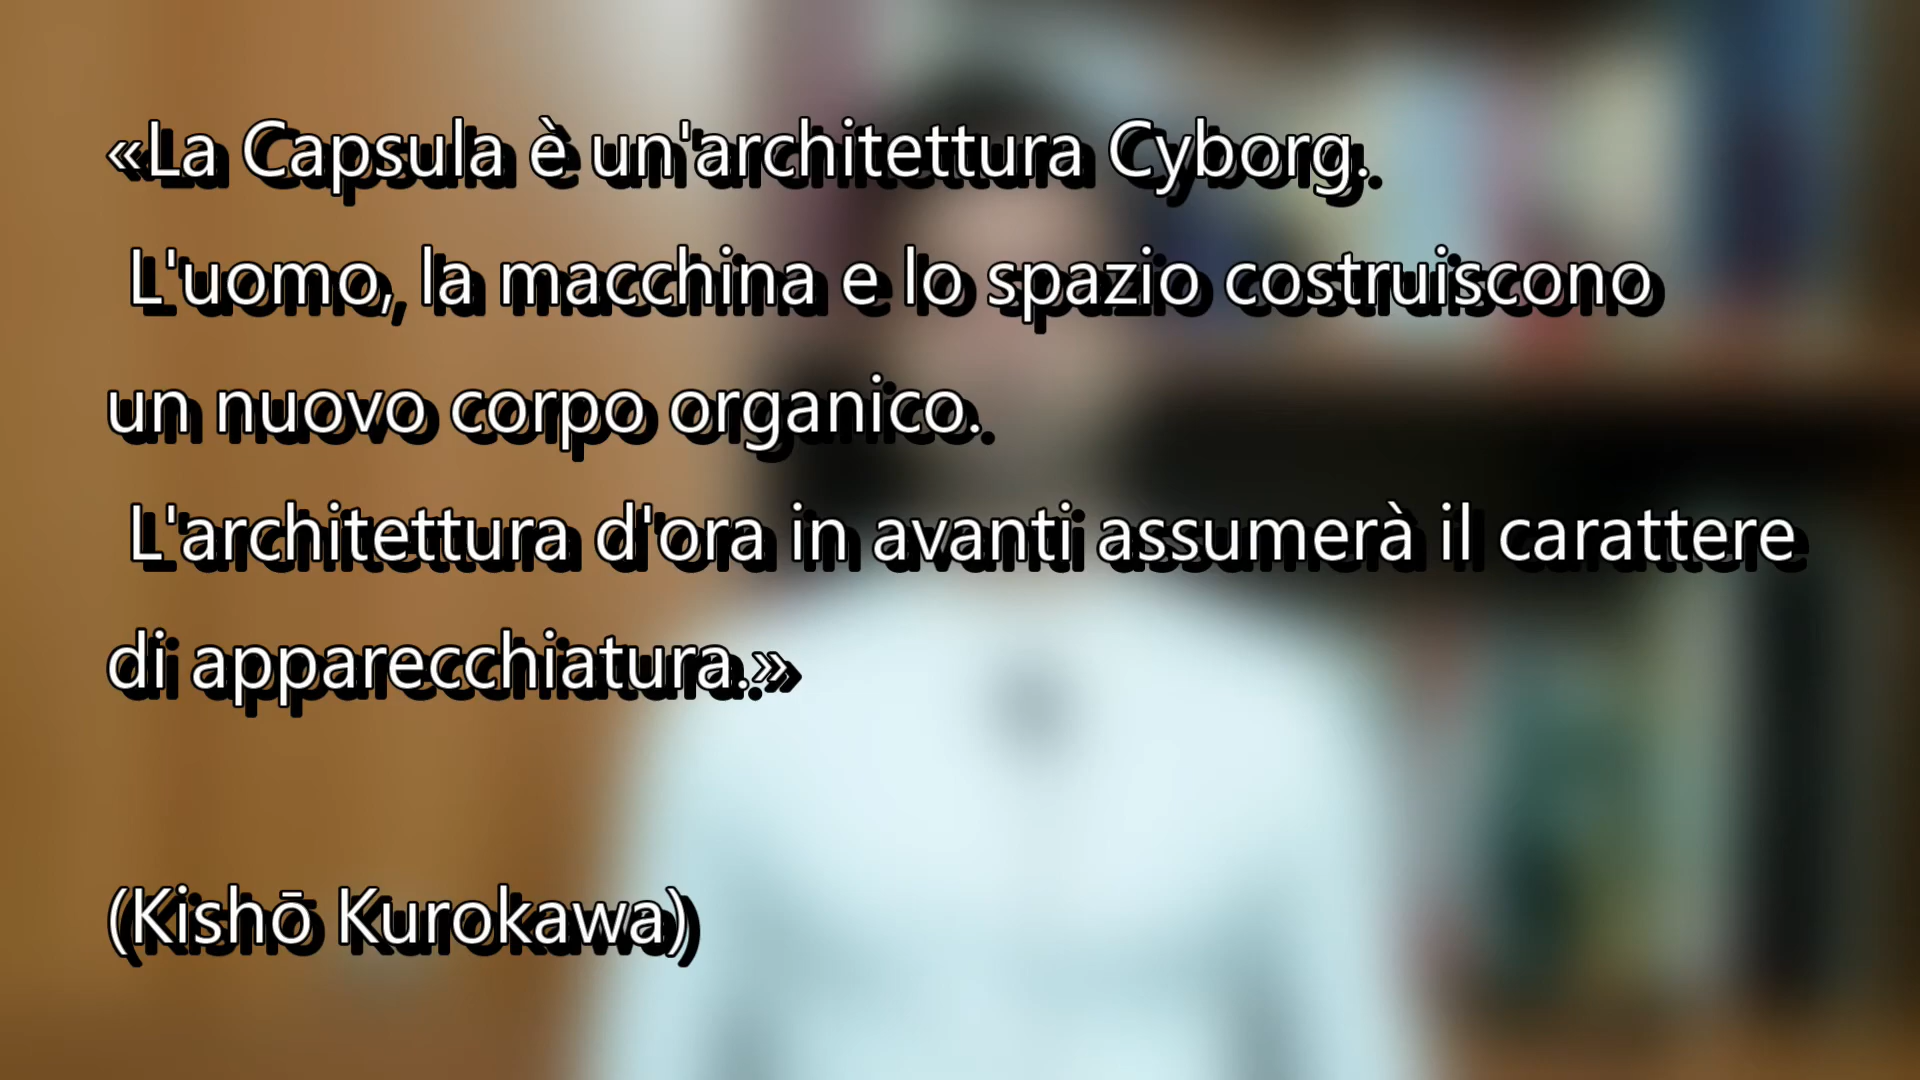 «La Capsula è un'architettura Cyborg.
L'uomo, la macchina e lo spazio costruiscono
un nuovo corpo organico.
L'architettura d'ora in avanti assumerà il carattere
di apparecchiatura.»
(Kishō Kurokawa)